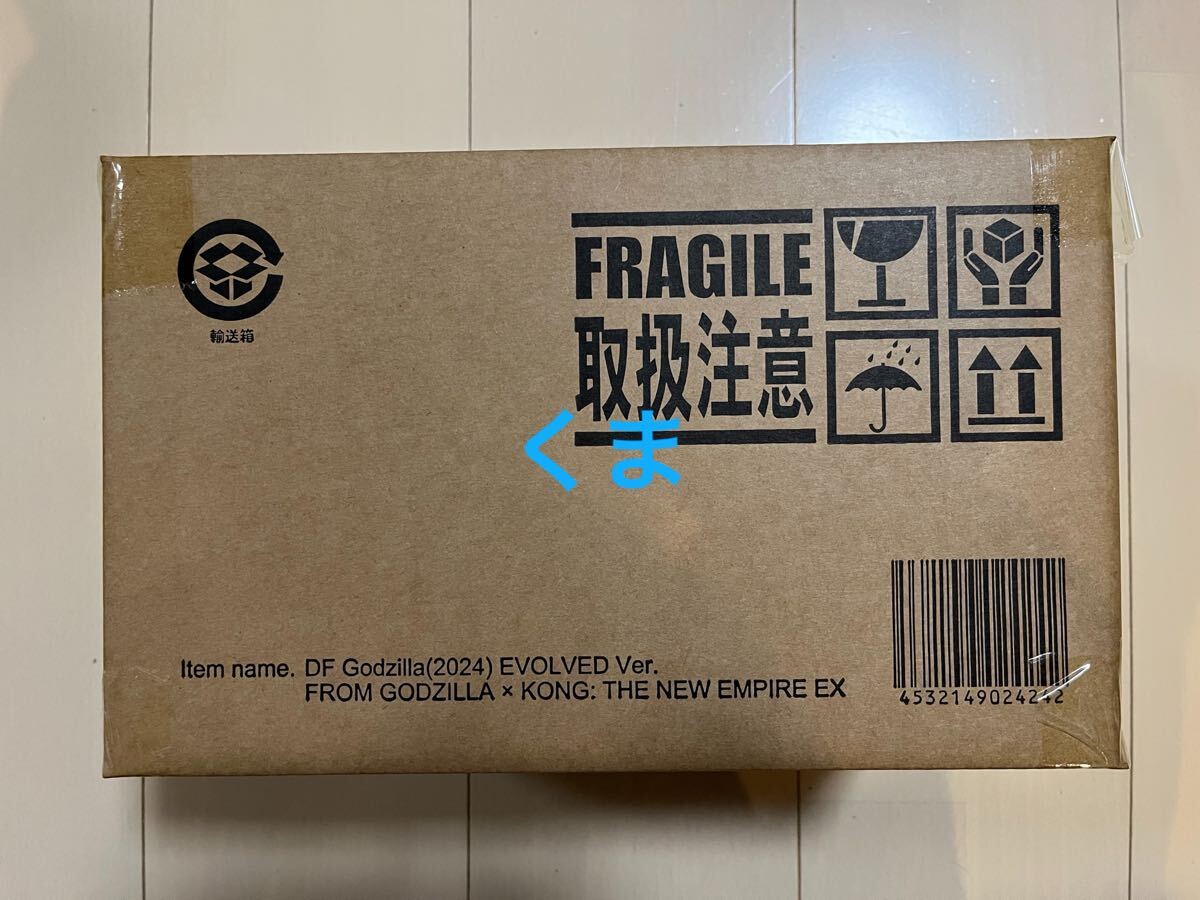 輸送箱
FRAGILE
取扱注意
くま
Item name. DF Godzilla(2024) EVOLVED Ver.
FROM GODZILLA × KONG: THE NEW EMPIRE EX
4532149024242